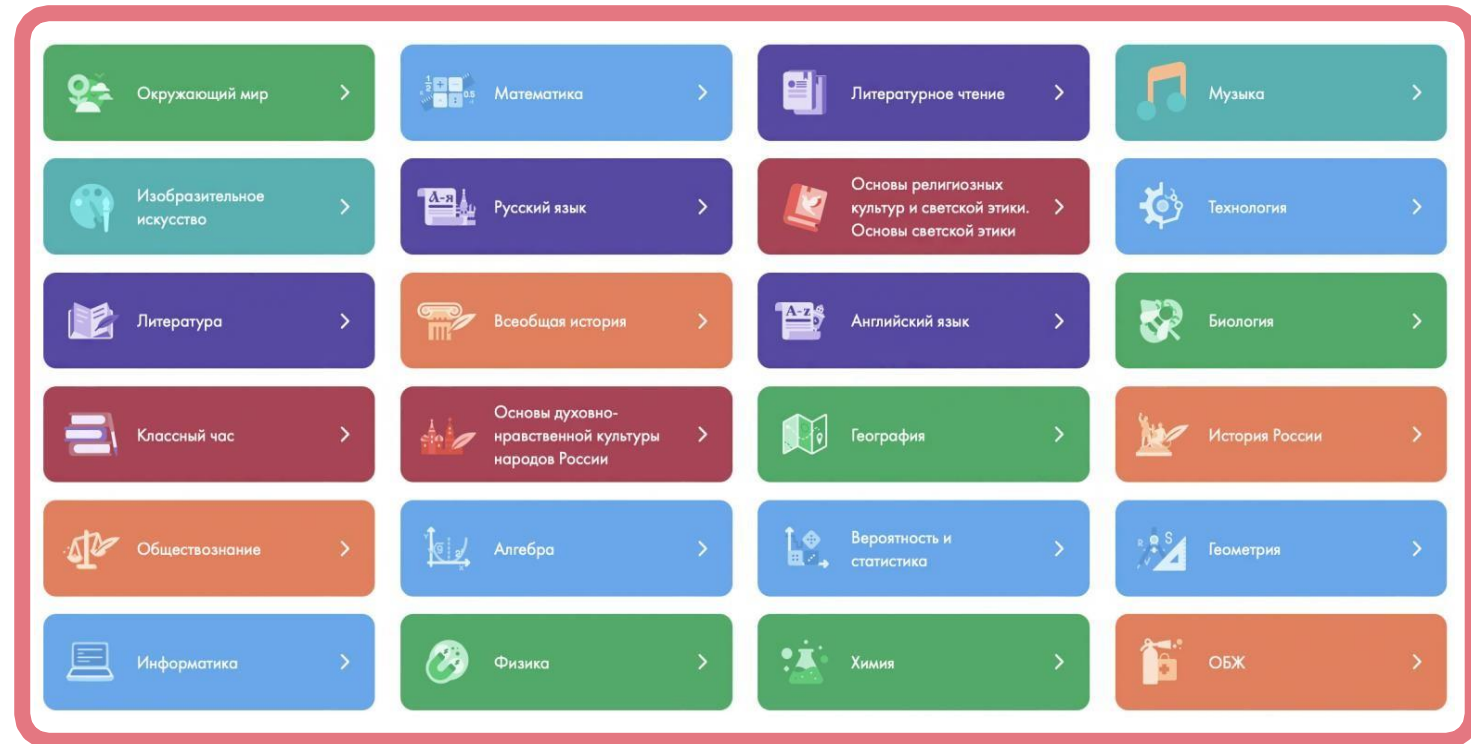 Окружающий мир
Математика
Литературное чтение
Музыка
Изобразительное
искусство
Русский язык
Основы религиозных
культур и светской этики.
Основы светской этики
Технология
Литература
Всеобщая история
Английский язык
Биология
Классный час
Основы духовно-
нравственной культуры
народов России
География
История России
Обществознание
Алгебра
Вероятность и
статистика
Геометрия
Информатика
Физика
Химия
ОБЖ